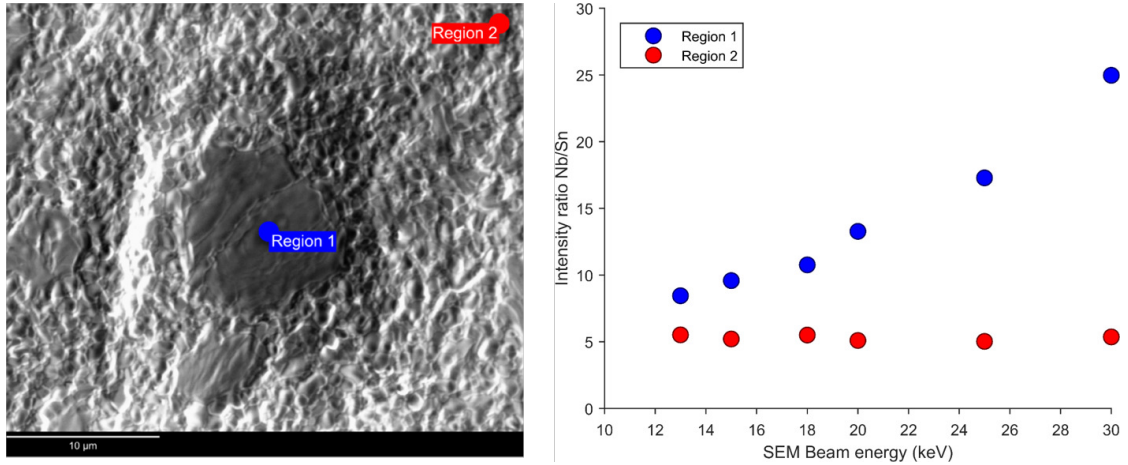 Region 2
Region 1
10 µm
30
25
20
15
10
5
0
Intensity ratio Nb/Sn
Region 1
Region 2
10 12 14 16 18 20 22 24 26 28 30
SEM Beam energy (keV)